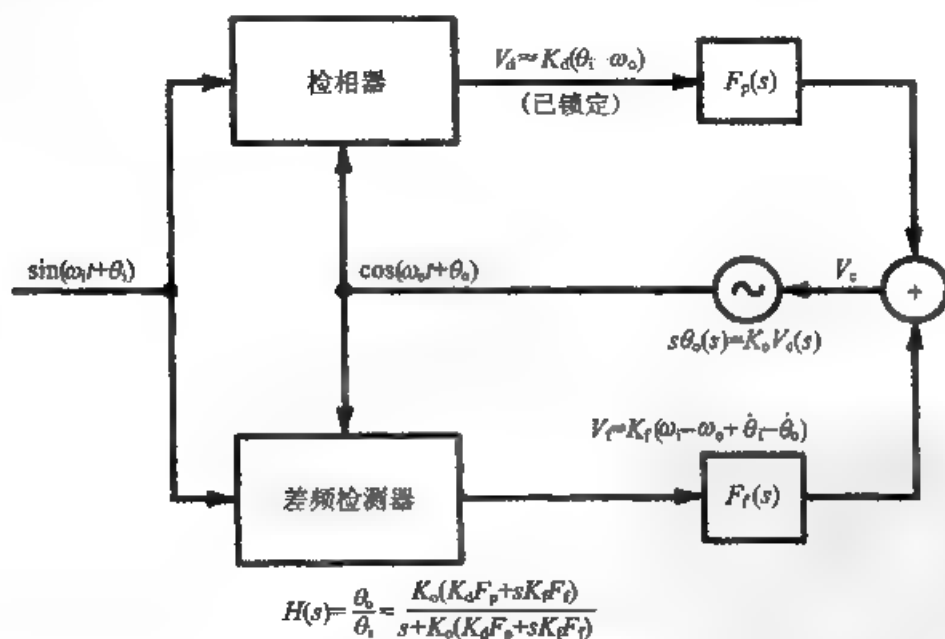 检相器
V_d≈K_d(θ_i ω_o)
(已锁定)
F_p(s)
sin(ω_i t+θ_i)
cos(ω_o t+θ_o)
V_c
+
sθ_o(s)=K_o V_c(s)
V_f≈K_f(ω_i−ω_o+θ̇_i−θ̇_o)
差频检测器
F_f(s)
H(s)=θ_o/θ_i=K_o(K_d F_p+sK_f F_f)/(s+K_o(K_d F_p+sK_f F_f))